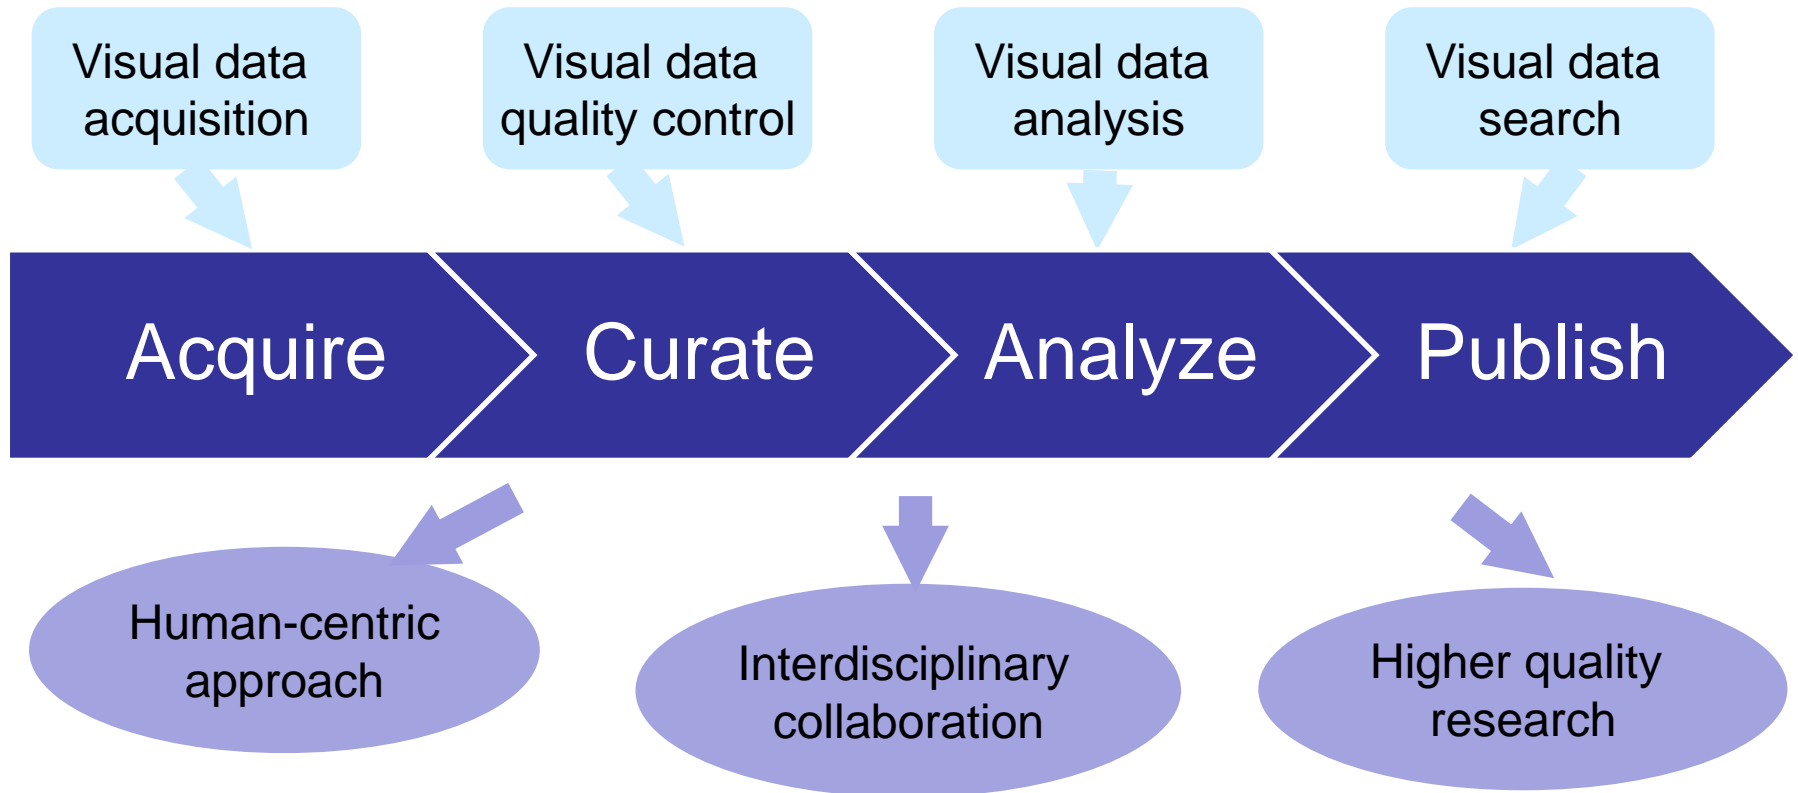 Visual data
acquisition
Visual data
quality control
Visual data
analysis
Visual data
search
Acquire
Curate
Analyze
Publish
Human-centric
approach
Interdisciplinary
collaboration
Higher quality
research